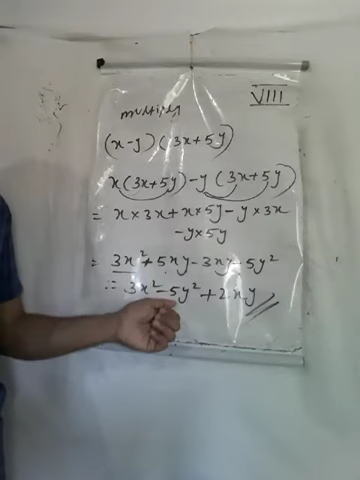 VIII
multiply
(x-y)(3x+5y)
x(3x+5y)-y(3x+5y)
= x×3x+x×5y-y×3x
-y×5y
= 3x²+5xy-3xy-5y²
= 3x²-5y²+2xy